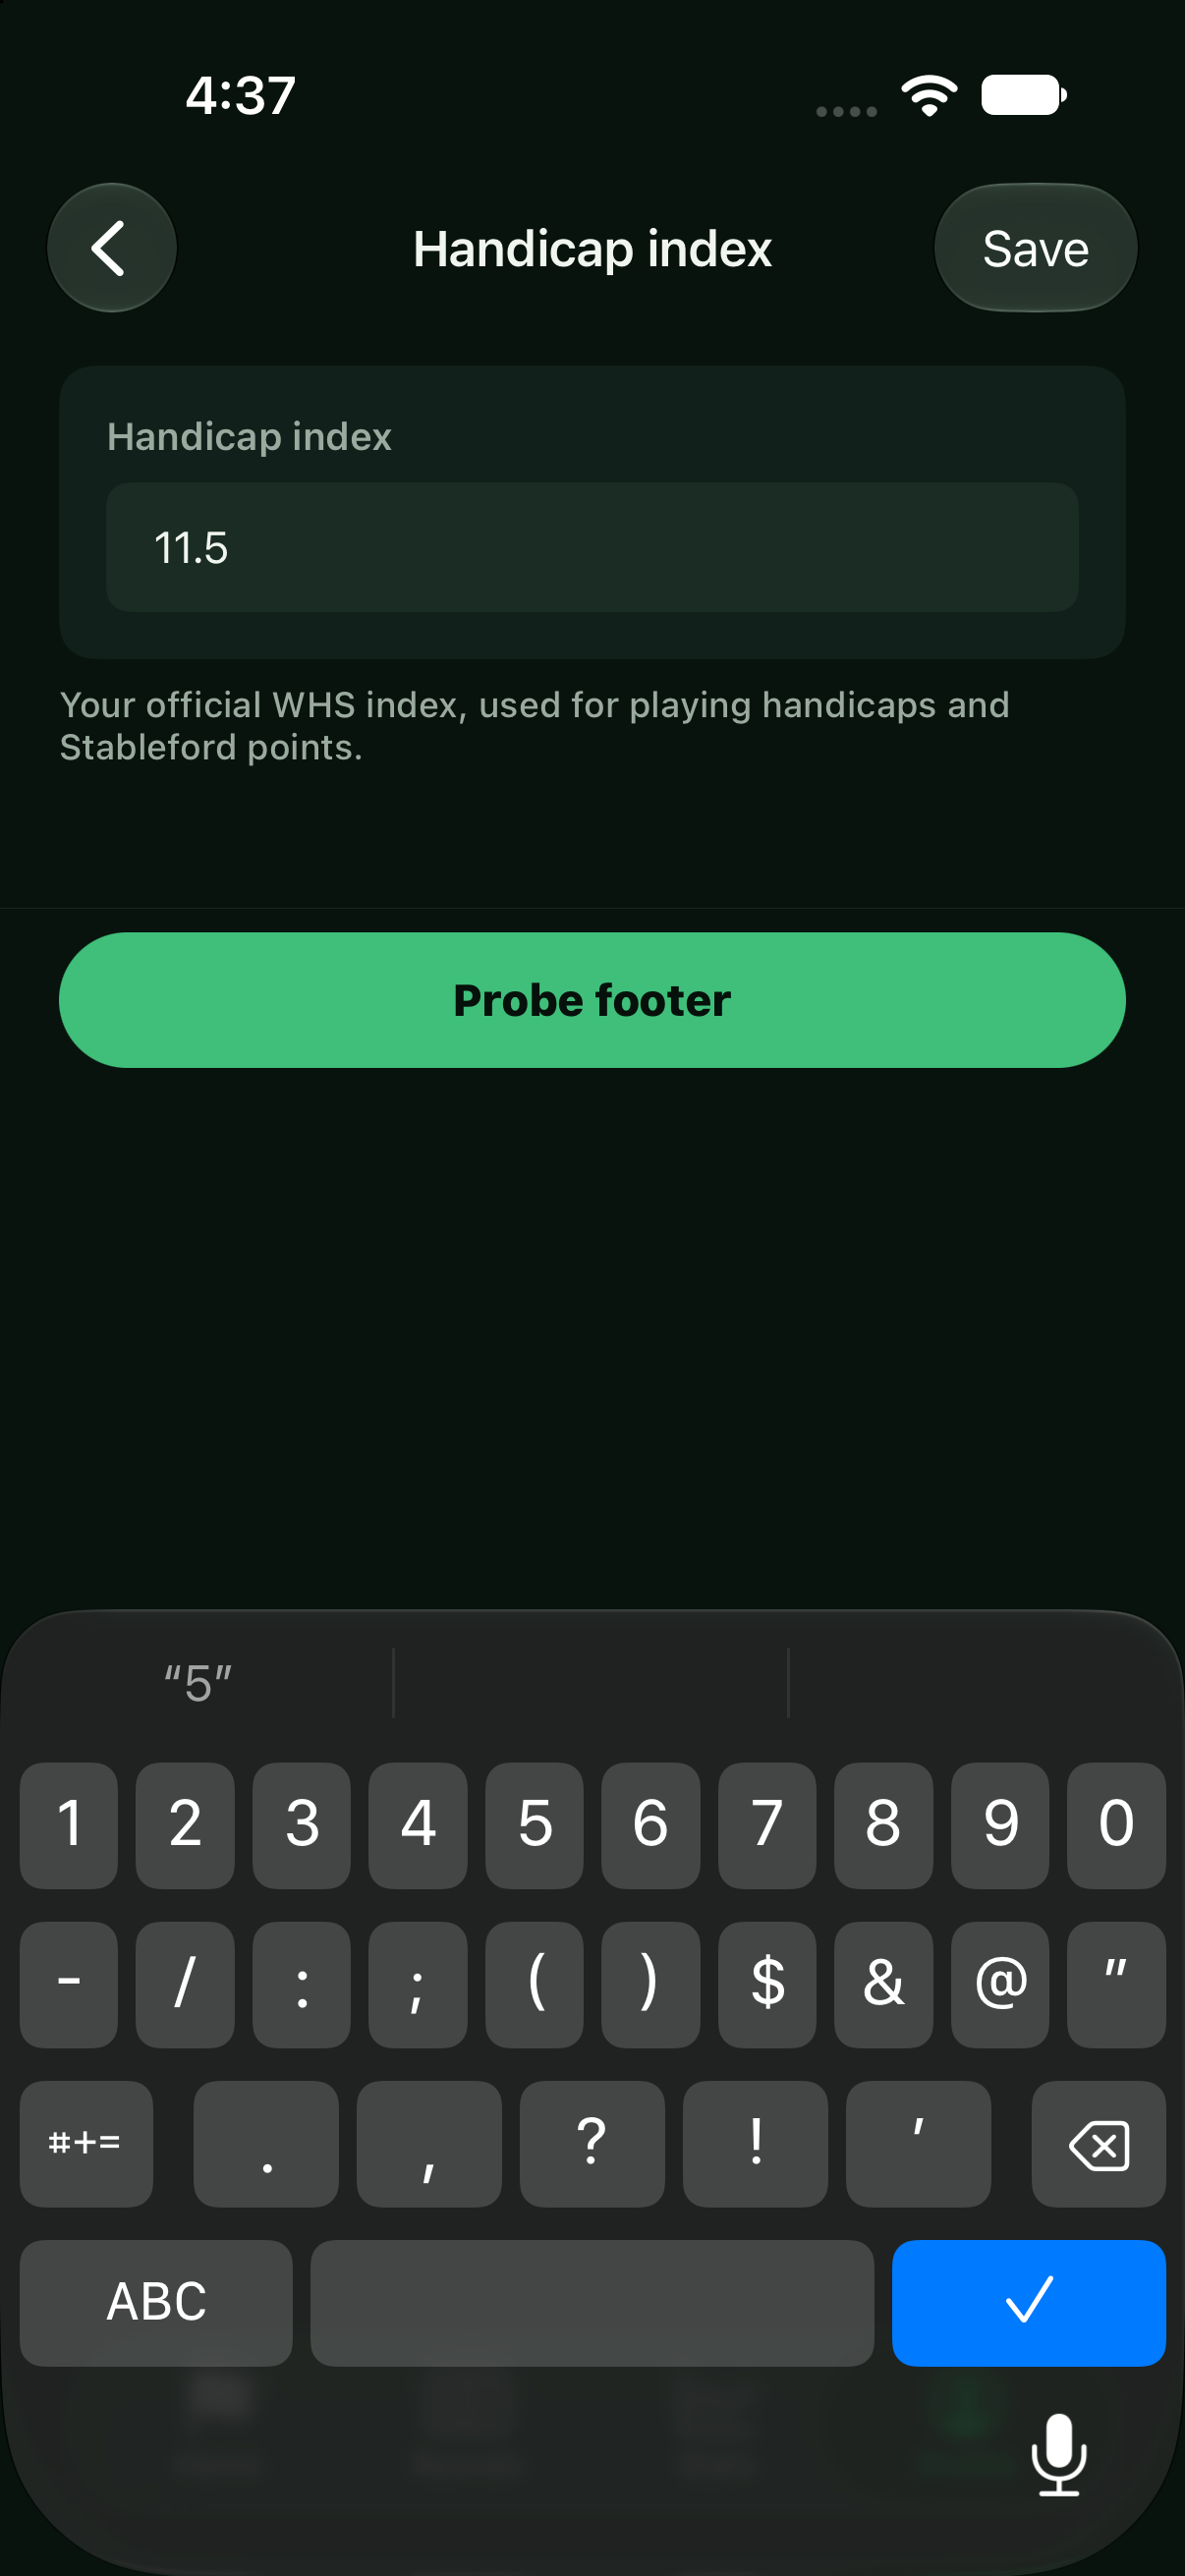 4:37
Handicap index
Save
Handicap index
11.5
Your official WHS index, used for playing handicaps and
Stableford points.
Probe footer
“5”
1 2 3 4 5 6 7 8 9 0
- / : ; ( ) $ & @ "
#+= . , ? ! '
ABC